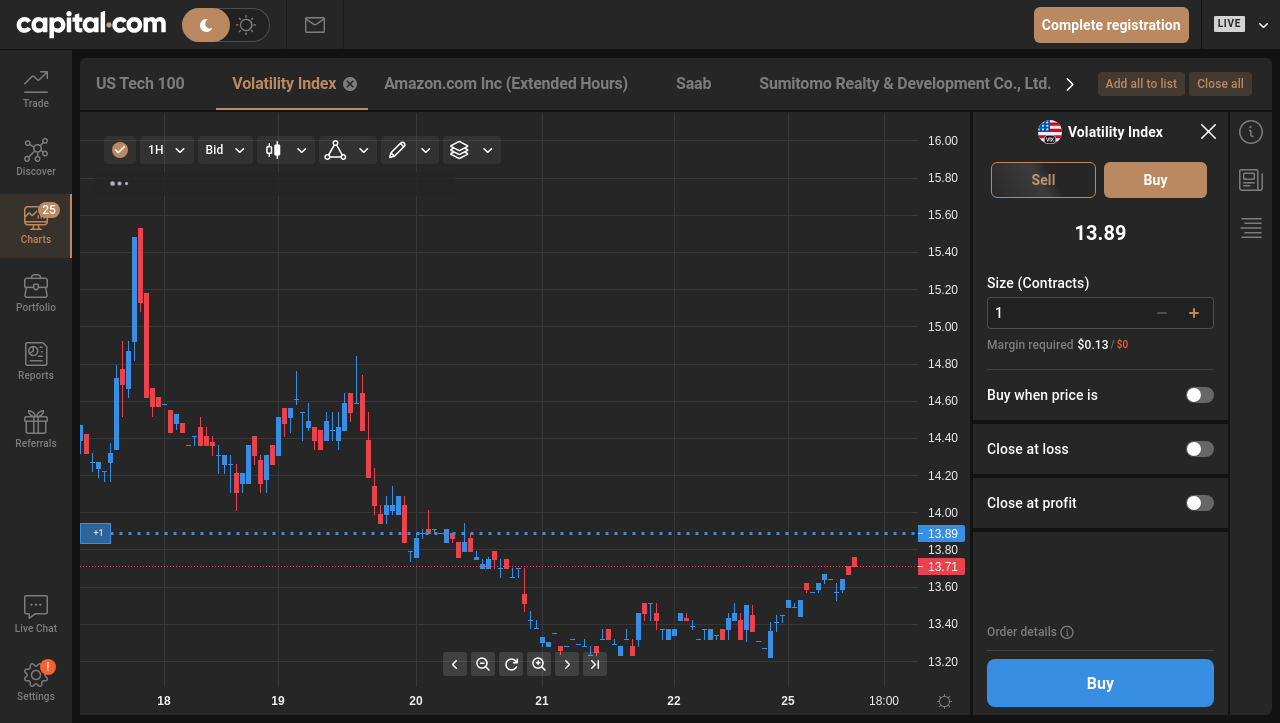 capital.com
Complete registration
LIVE
Trade
Discover
25
Charts
Portfolio
Reports
Referrals
Live Chat
!
Settings
US Tech 100
Volatility Index
Amazon.com Inc (Extended Hours)
Saab
Sumitomo Realty & Development Co., Ltd.
Add all to list
Close all
1H
Bid
16.00
15.80
15.60
15.40
15.20
15.00
14.80
14.60
14.40
14.20
14.00
13.89
13.80
13.71
13.60
13.40
13.20
+1
18
19
20
21
22
25
18:00
VIX
Volatility Index
Sell
Buy
13.89
Size (Contracts)
1
Margin required $0.13 / $0
Buy when price is
Close at loss
Close at profit
Order details
Buy